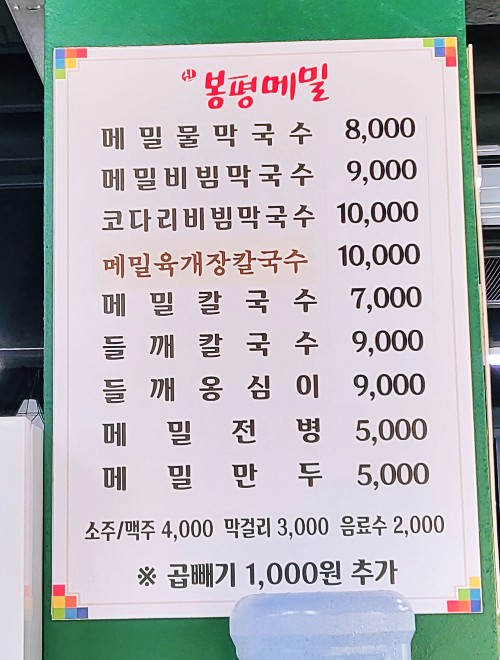 봉평메밀
메밀물막국수 8,000
메밀비빔막국수 9,000
코다리비빔막국수 10,000
메밀육개장칼국수 10,000
메밀칼국수 7,000
들깨칼국수 9,000
들깨옹심이 9,000
메밀전병 5,000
메밀만두 5,000
소주/맥주 4,000 막걸리 3,000 음료수 2,000
※ 곱빼기 1,000원 추가